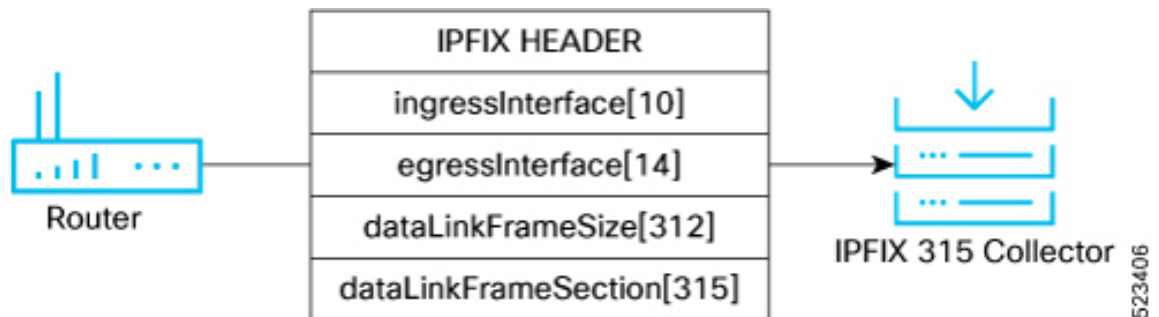 IPFIX HEADER
ingressInterface[10]
egressInterface[14]
dataLinkFrameSize[312]
dataLinkFrameSection[315]
Router
IPFIX 315 Collector
523406